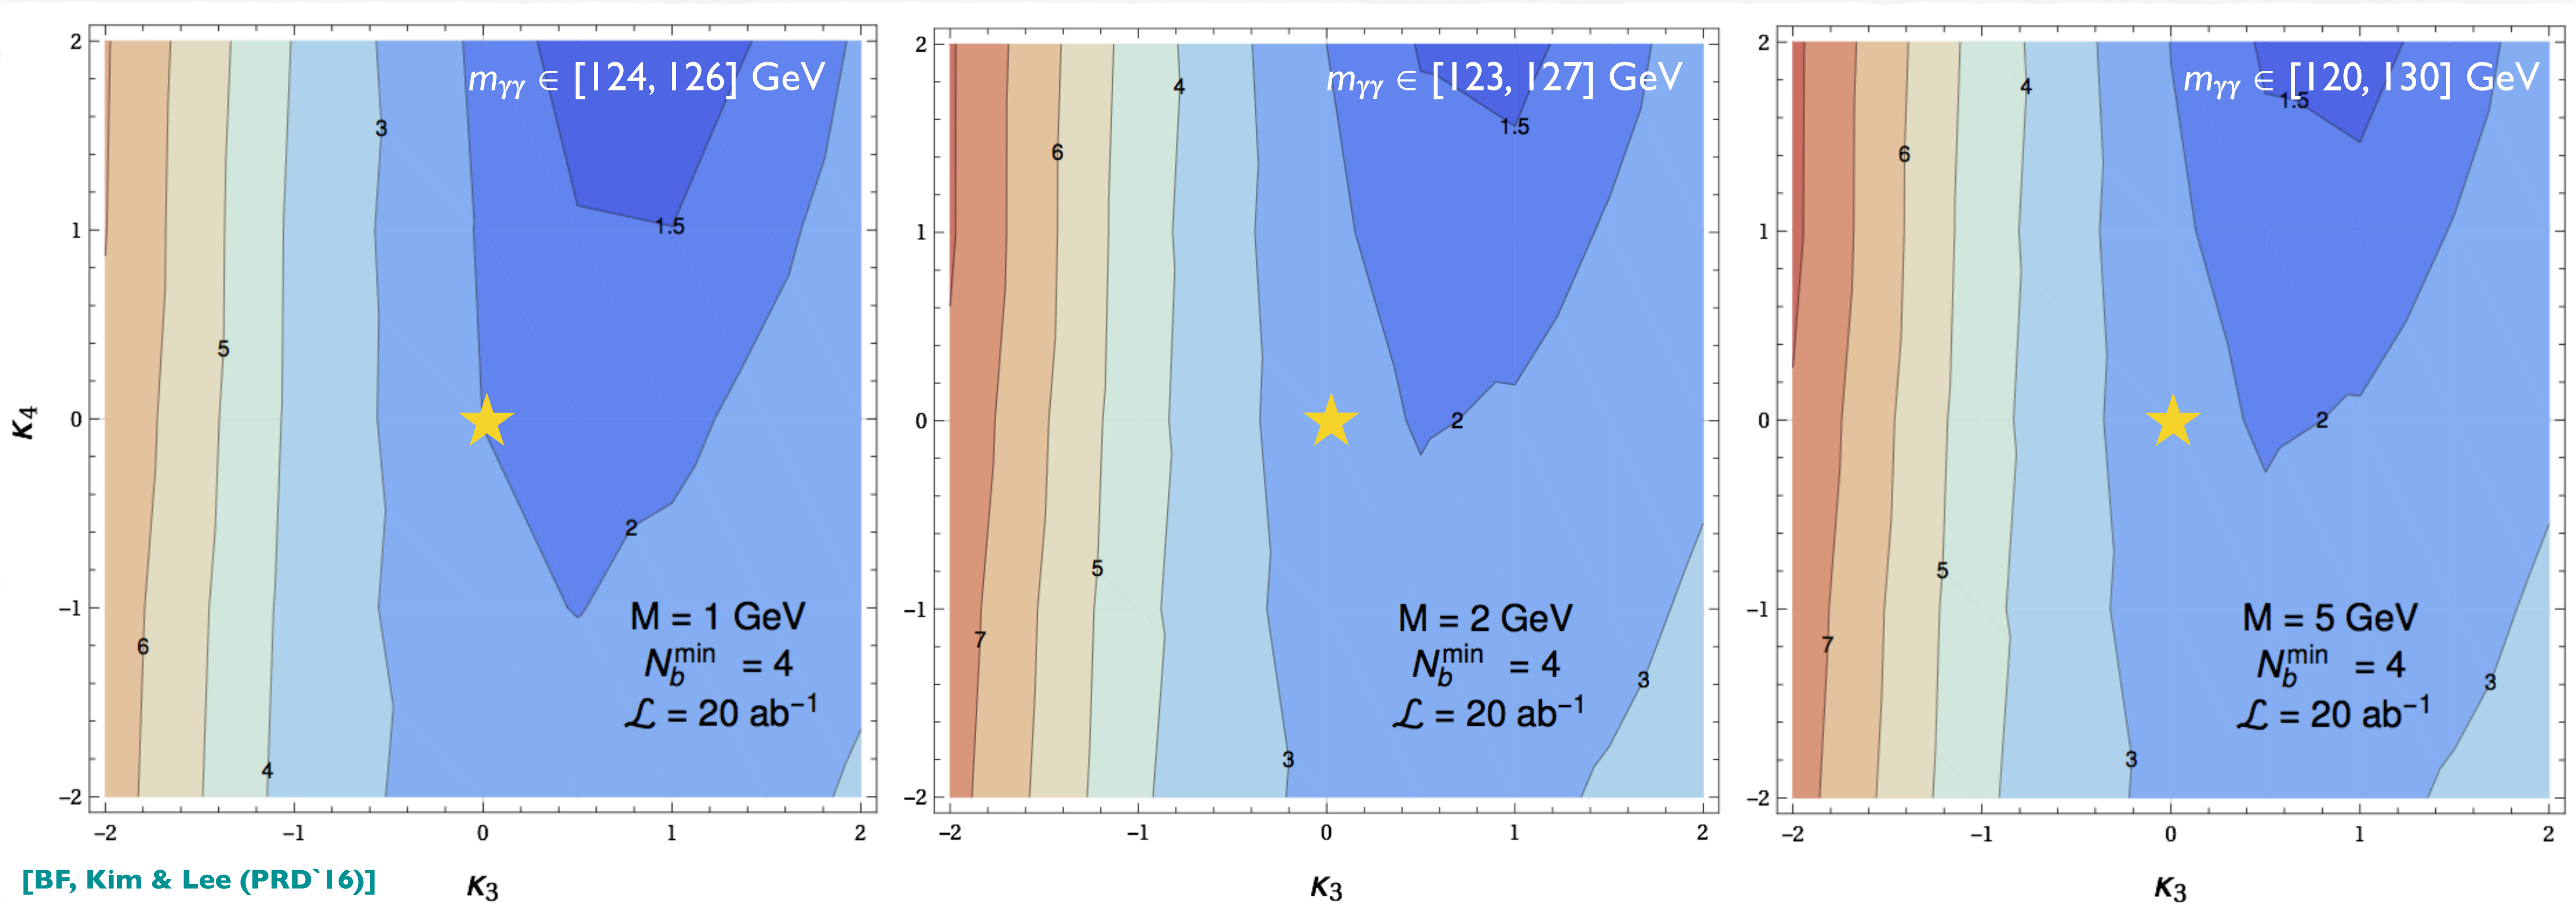 m_γγ ∈ [124, 126] GeV
3
1.5
5
2
6
4
M = 1 GeV
N_b^min = 4
ℒ = 20 ab⁻¹
2
1
0
−1
−2
κ₄
−2 −1 0 1 2
κ₃
m_γγ ∈ [123, 127] GeV
4
1.5
6
2
5
7
3
3
M = 2 GeV
N_b^min = 4
ℒ = 20 ab⁻¹
2
1
0
−1
−2
−2 −1 0 1 2
κ₃
m_γγ ∈ [120, 130] GeV
4
1.5
6
2
5
7
3
3
M = 5 GeV
N_b^min = 4
ℒ = 20 ab⁻¹
2
1
0
−1
−2
−2 −1 0 1 2
κ₃
[BF, Kim & Lee (PRD`16)]